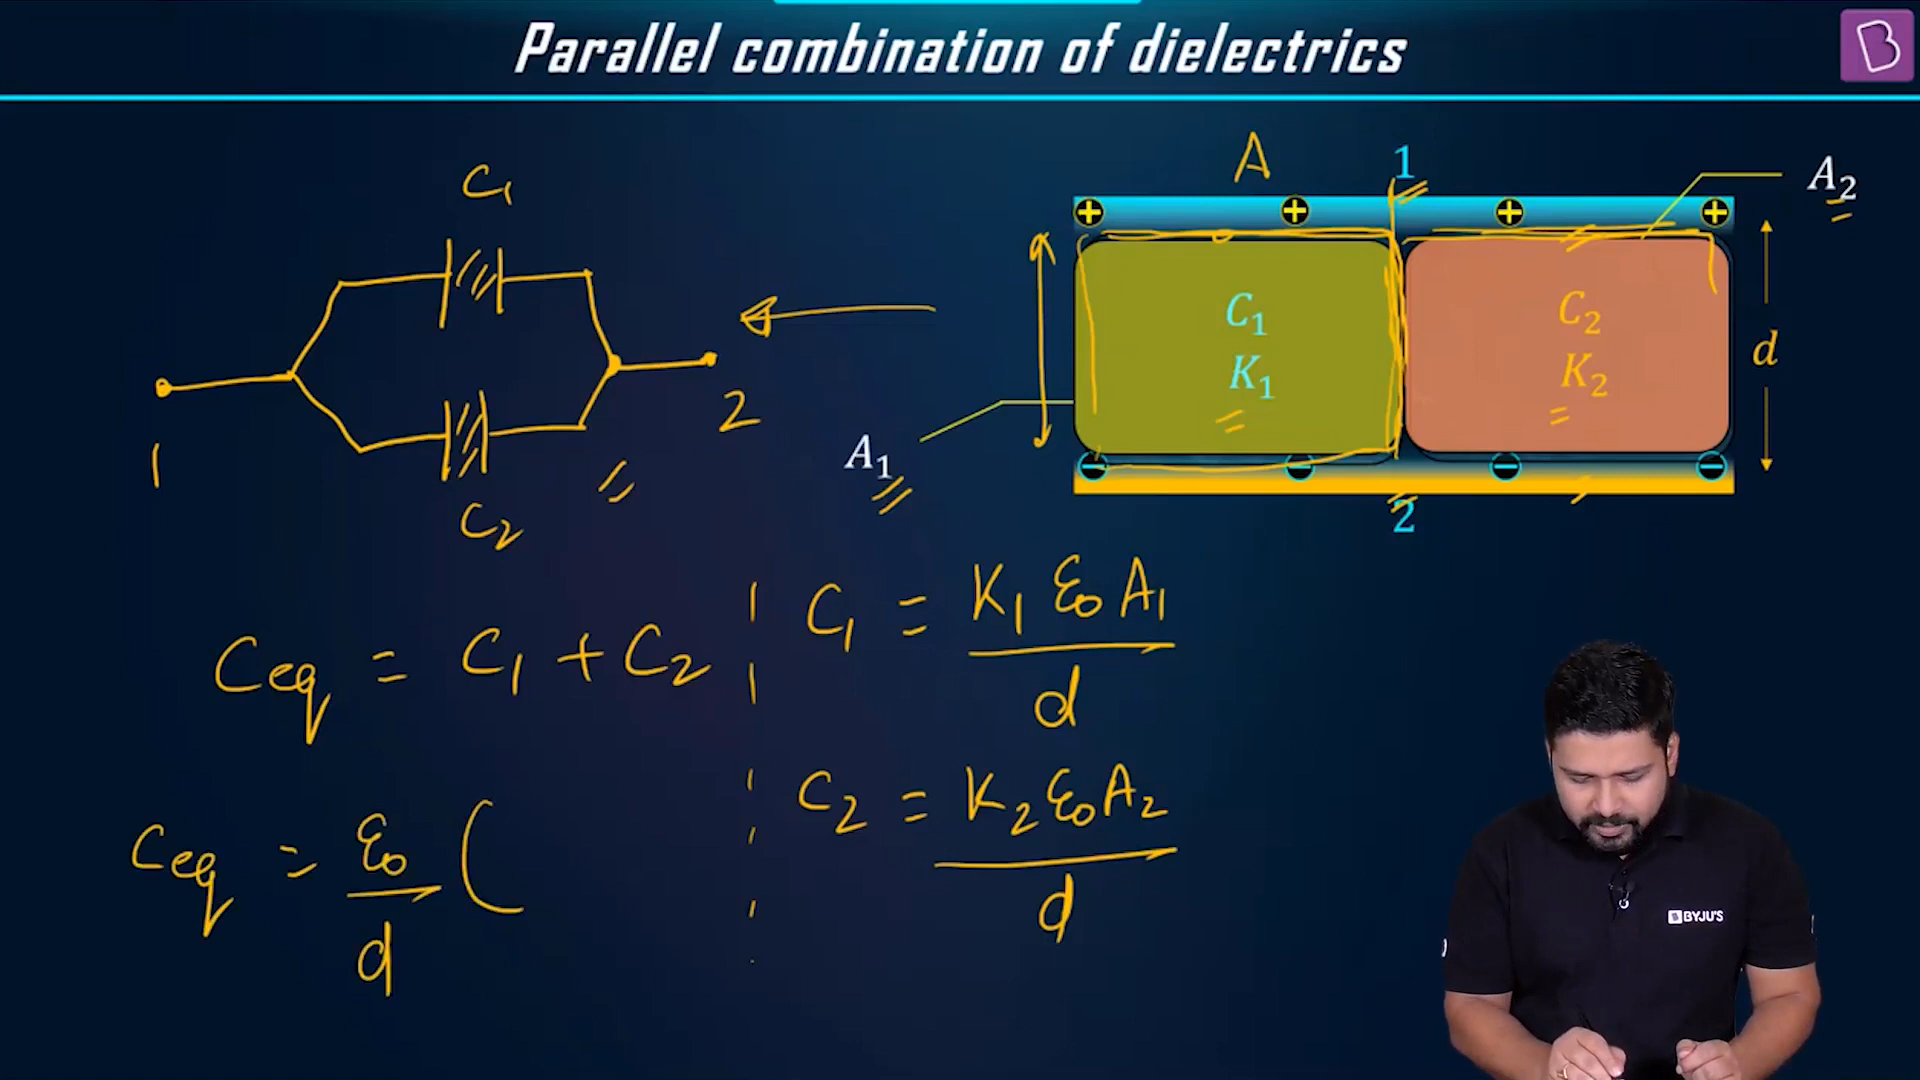 Parallel combination of dielectrics
B
C₁
1
2
C₂
A
1
A₂
C₁
K₁
C₂
K₂
d
A₁
2
Ceq = C₁ + C₂
C₁ = K₁ ε₀ A₁ / d
Ceq = ε₀ / d (
C₂ = K₂ ε₀ A₂ / d
BYJU'S